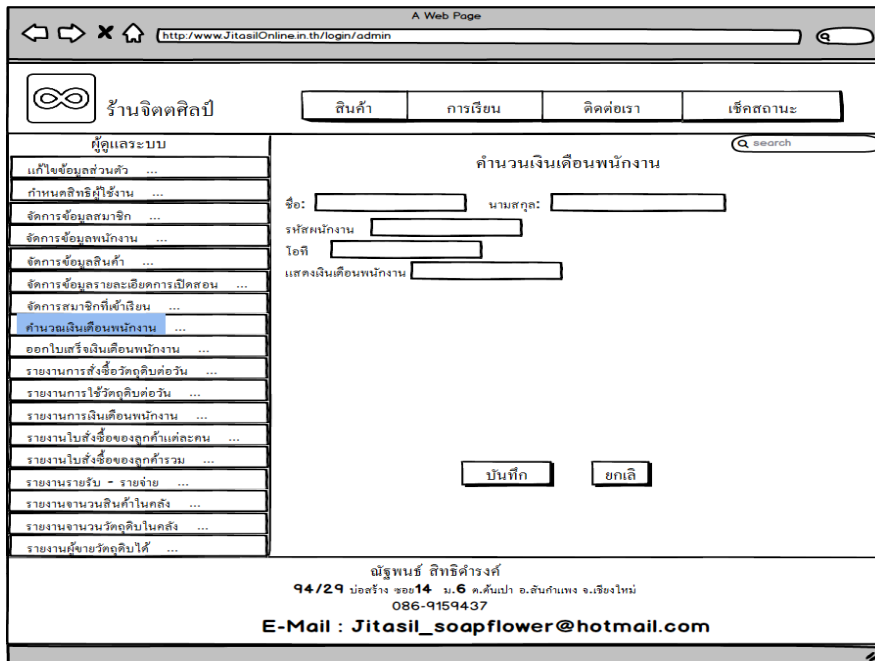 A Web Page
http:/www.JitasilOnline.in.th/login/admin
ร้านจิตตศิลป์
สินค้า การเรียน ติดต่อเรา เช็คสถานะ
ผู้ดูแลระบบ
search
คำนวนเงินเดือนพนักงาน
แก้ไขข้อมูลส่วนตัว ...
กำหนดสิทธิผู้ใช้งาน ...
จัดการข้อมูลสมาชิก ...
จัดการข้อมูลพนักงาน ...
จัดการข้อมูลสินค้า ...
จัดการข้อมูลรายละเอียดการเปิดสอน ...
จัดการสมาชิกที่เข้าเรียน ...
คำนวณเงินเดือนพนักงาน ...
ออกใบเสร็จเงินเดือนพนักงาน ...
รายงานการสั่งซื้อวัตถุดิบต่อวัน ...
รายงานการใช้วัตถุดิบต่อวัน ...
รายงานการเงินเดือนพนักงาน ...
รายงานใบสั่งซื้อของลูกค้าแต่ละคน ...
รายงานใบสั่งซื้อของลูกค้ารวม ...
รายงานรายรับ - รายจ่าย ...
รายงานจานวนสินค้าในคลัง ...
รายงานจานวนวัตถุดิบในคลัง ...
รายงานผู้ขายวัตถุดิบได้ ...
ชื่อ: นามสกุล:
รหัสพนักงาน
โอที
แสดงเงินเดือนพนักงาน
บันทึก ยกเลิ
ณัฐพนธ์ สิทธิดำรงค์
94/29 บ่อสร้าง ซอย14 ม.6 ต.ต้นเปา อ.สันกำแพง จ.เชียงใหม่
086-9159437
E-Mail : Jitasil_soapflower@hotmail.com